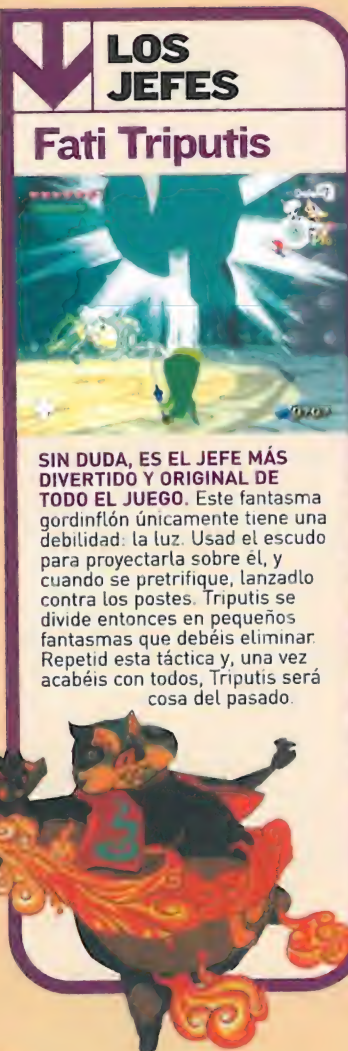 LOS
JEFES
Fati Triputis
SIN DUDA, ES EL JEFE MÁS
DIVERTIDO Y ORIGINAL DE
TODO EL JUEGO. Este fantasma
gordinflón únicamente tiene una
debilidad: la luz. Usad el escudo
para proyectarla sobre él, y
cuando se pretrifique, lanzadlo
contra los postes. Triputis se
divide entonces en pequeños
fantasmas que debéis eliminar.
Repetid esta táctica y, una vez
acabéis con todos, Triputis será
cosa del pasado.